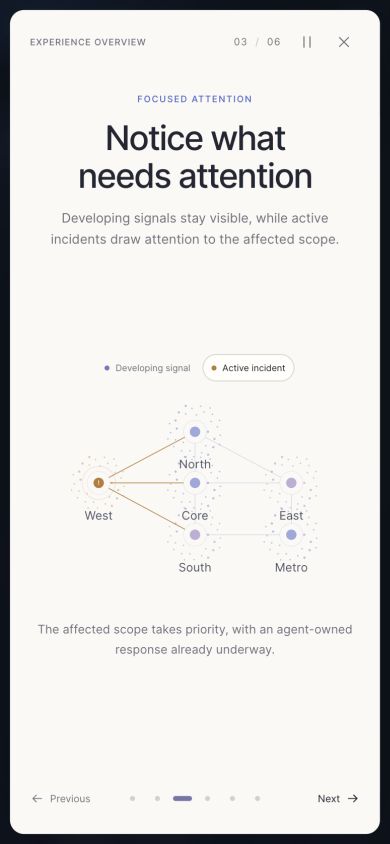 EXPERIENCE OVERVIEW
03 / 06
FOCUSED ATTENTION
Notice what
needs attention
Developing signals stay visible, while active
incidents draw attention to the affected scope.
Developing signal
Active incident
North
West
Core
East
South
Metro
The affected scope takes priority, with an agent-owned
response already underway.
Previous
Next